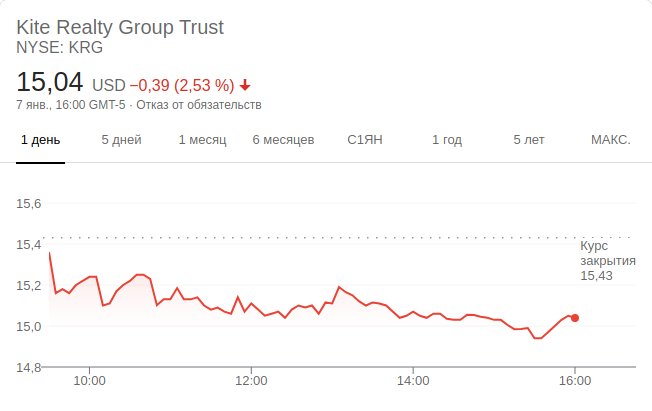 Kite Realty Group Trust
NYSE: KRG
15,04 USD −0,39 (2,53 %)
7 янв., 16:00 GMT-5 · Отказ от обязательств
1 день 5 дней 1 месяц 6 месяцев С1ЯН 1 год 5 лет МАКС.
15,6
15,4
Курс
закрытия
15,43
15,2
15,0
14,8
10:00 12:00 14:00 16:00